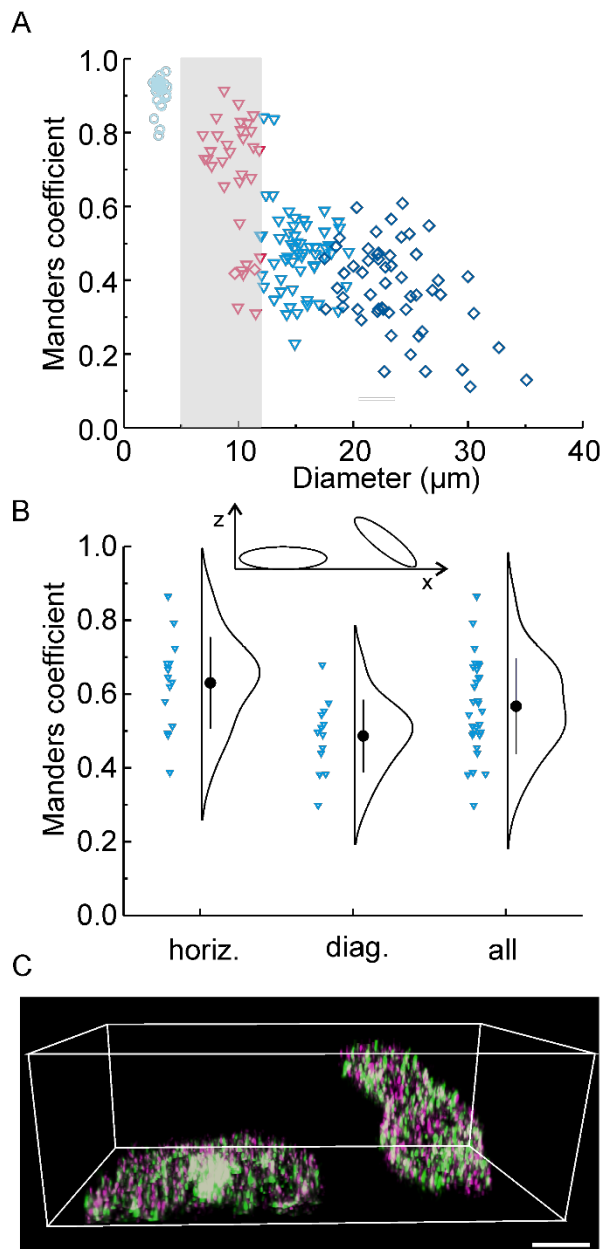 A
Manders coefficient
1.0
0.8
0.6
0.4
0.2
0.0
0 10 20 30 40
Diameter (µm)
B
Manders coefficient
1.0
0.8
0.6
0.4
0.2
0.0
z
x
horiz. diag. all
C